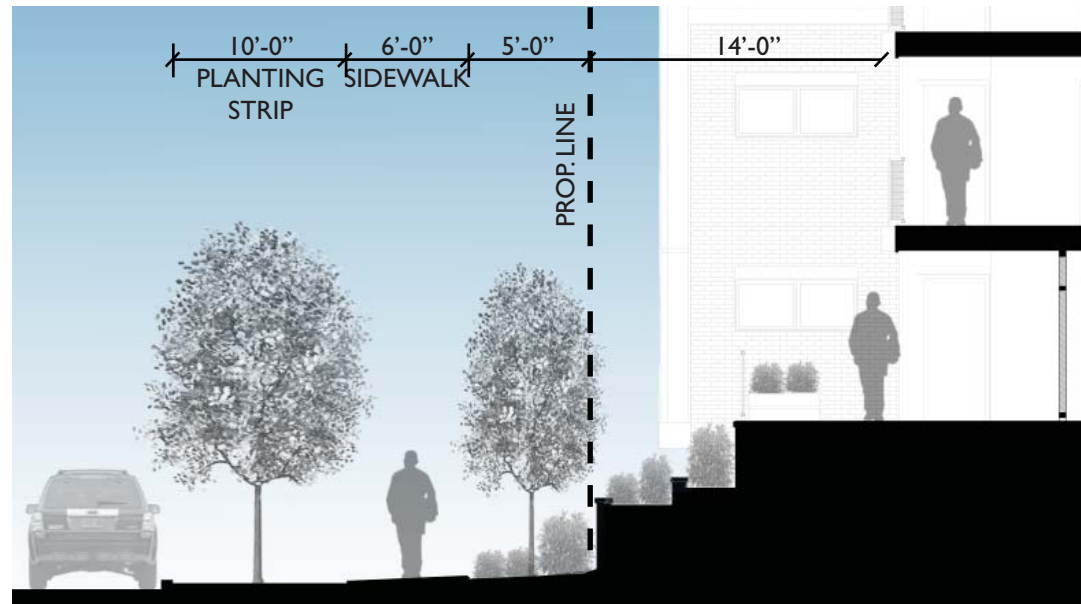 10’-0” 6’-0” 5’-0” 14’-0”
PLANTING SIDEWALK
STRIP
PROP. LINE